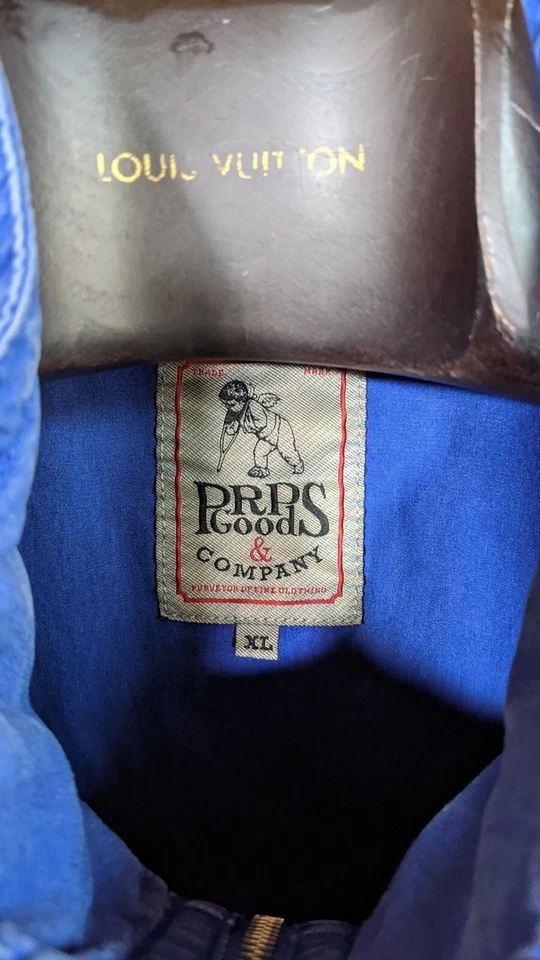 LOUIS VUITTON
TRADE MARK
PRPS
GOODS
&
COMPANY
PURVEYOR OF FINE CLOTHING
XL